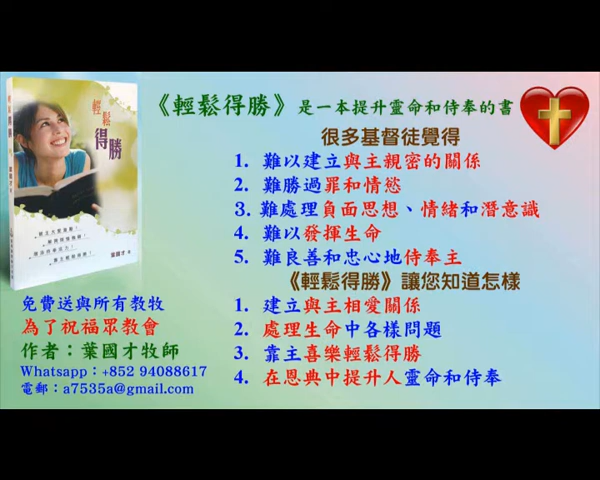 輕鬆得勝
輕鬆
得勝
葉國才 著
《輕鬆得勝》是一本提升靈命和侍奉的書
很多基督徒覺得
1. 難以建立與主親密的關係
2. 難勝過罪和情慾
3. 難處理負面思想、情緒和潛意識
4. 難以發揮生命
5. 難良善和忠心地侍奉主
《輕鬆得勝》讓您知道怎樣
1. 建立與主相愛關係
2. 處理生命中各樣問題
3. 靠主喜樂輕鬆得勝
4. 在恩典中提升人靈命和侍奉
免費送與所有教牧
為了祝福眾教會
作者：葉國才牧師
Whatsapp：+852 94088617
電郵：a7535a@gmail.com